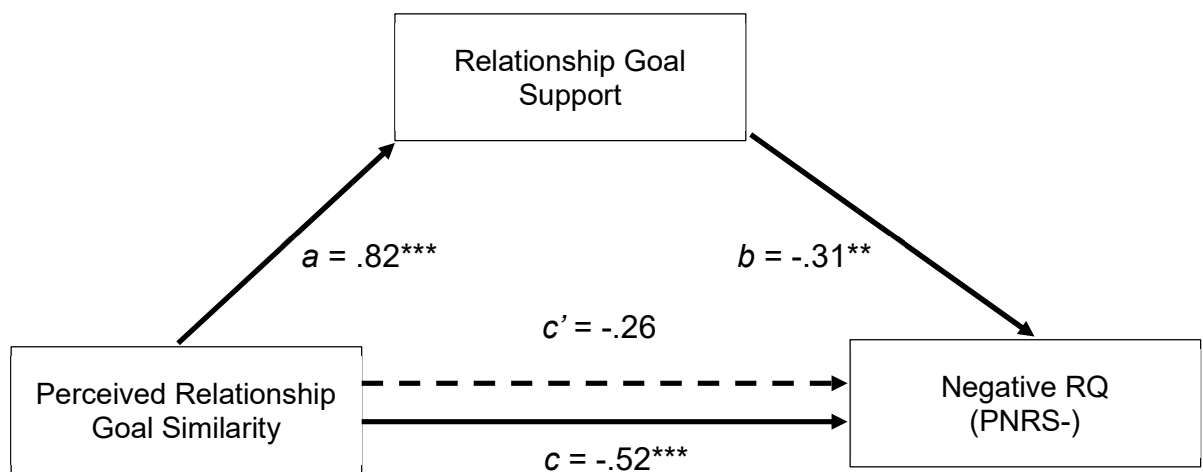 Relationship Goal
Support
a = .82***
b = -.31**
c’ = -.26
Perceived Relationship
Goal Similarity
Negative RQ
(PNRS-)
c = -.52***